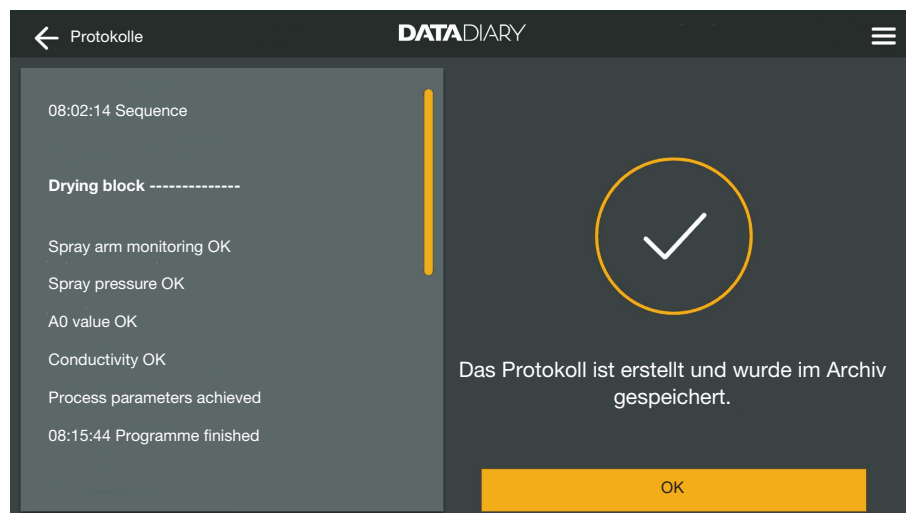 Protokolle
DATADIARY
08:02:14 Sequence
Drying block --------------
Spray arm monitoring OK
Spray pressure OK
A0 value OK
Conductivity OK
Process parameters achieved
08:15:44 Programme finished
Das Protokoll ist erstellt und wurde im Archiv
gespeichert.
OK